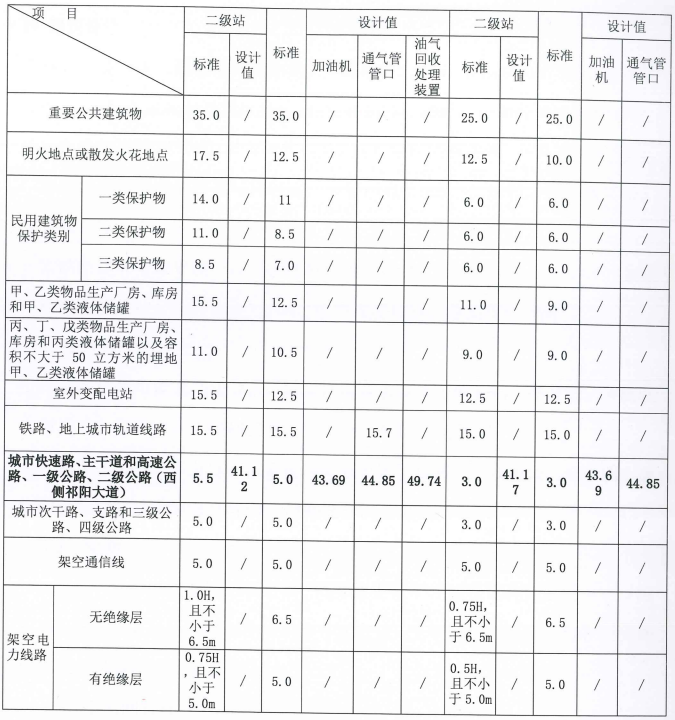 项 目
二级站
标准
设计值
二级站
标准
设计值
标准
设计
值
加油机
通气管
管口
油气
回收
处理
装置
标准
设计
值
加油
机
通气管
管口
重要公共建筑物 35.0 / 35.0 / / / 25.0 / 25.0 / /
明火地点或散发火花地点 17.5 / 12.5 / / / 12.5 / 10.0 / /
民用建筑物
保护类别
一类保护物 14.0 / 11 / / / 6.0 / 6.0 / /
二类保护物 11.0 / 8.5 / / / 6.0 / 6.0 / /
三类保护物 8.5 / 7.0 / / / 6.0 / 6.0 / /
甲、乙类物品生产厂房、库房
和甲、乙类液体储罐
15.5 / 12.5 / / / 11.0 / 9.0 / /
丙、丁、戊类物品生产厂房、
库房和丙类液体储罐以及容
积不大于 50 立方米的埋地
甲、乙类液体储罐
11.0 / 10.5 / / / 9.0 / 9.0 / /
室外变配电站 15.5 / 12.5 / / / 12.5 / 12.5 / /
铁路、地上城市轨道线路 15.5 / 15.5 / 15.7 / 15.0 / 15.0 / /
城市快速路、主干道和高速公
路、一级公路、二级公路（西
侧祁阳大道）
5.5
41.1
2
5.0 43.69 44.85 49.74 3.0
41.1
7
3.0
43.6
9
44.85
城市次干路、支路和三级公
路、四级公路
5.0 / 5.0 / / / 3.0 / 3.0 / /
架空通信线 5.0 / 5.0 / / / 5.0 / 5.0 / /
架空电
力线路
无绝缘层
1.0H,
且不
小于
6.5m
/ 6.5 / / /
0.75H,
且不小
于 6.5m
/ 6.5 / /
有绝缘层
0.75H
，且不
小于
5.0m
/ 5.0 / / /
0.5H,
且不小
于 5.0m
/ 5.0 / /